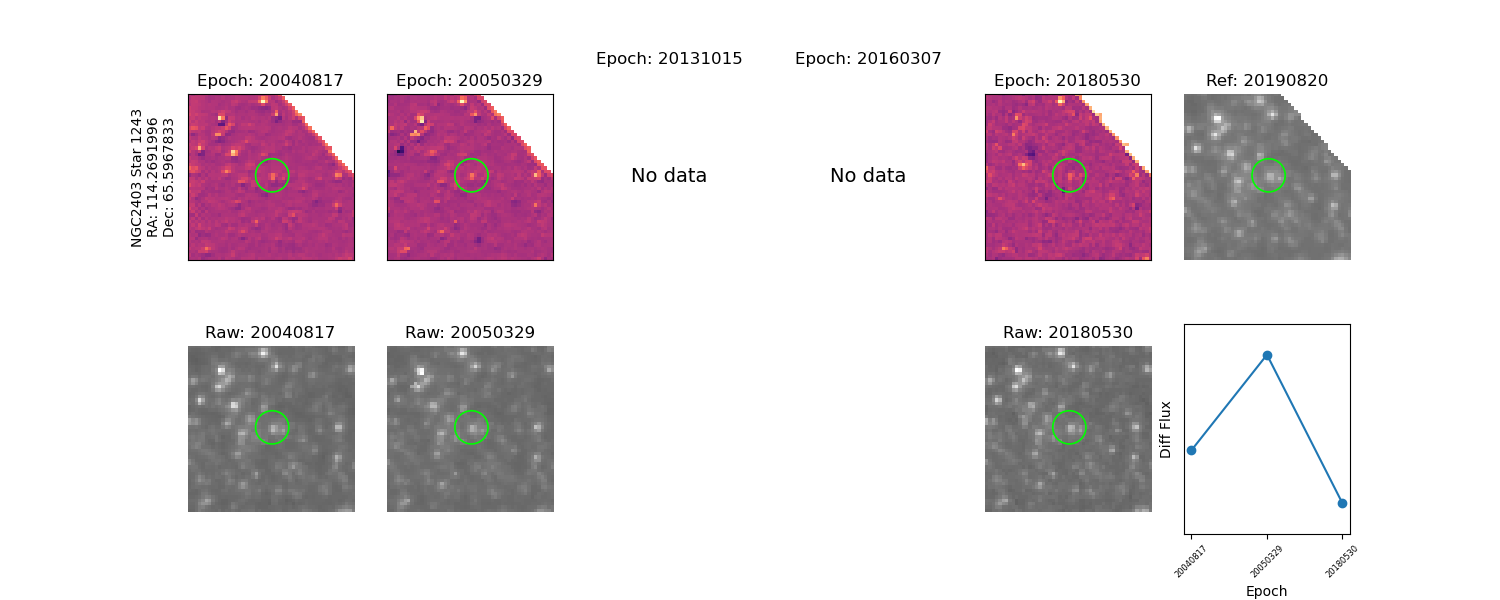 Epoch: 20131015
Epoch: 20160307
Epoch: 20040817
Epoch: 20050329
Epoch: 20180530
Ref: 20190820
NGC2403 Star 1243
RA: 114.2691996
Dec: 65.5967833
No data
No data
Raw: 20040817
Raw: 20050329
Raw: 20180530
Diff Flux
20040817
20050329
20180530
Epoch